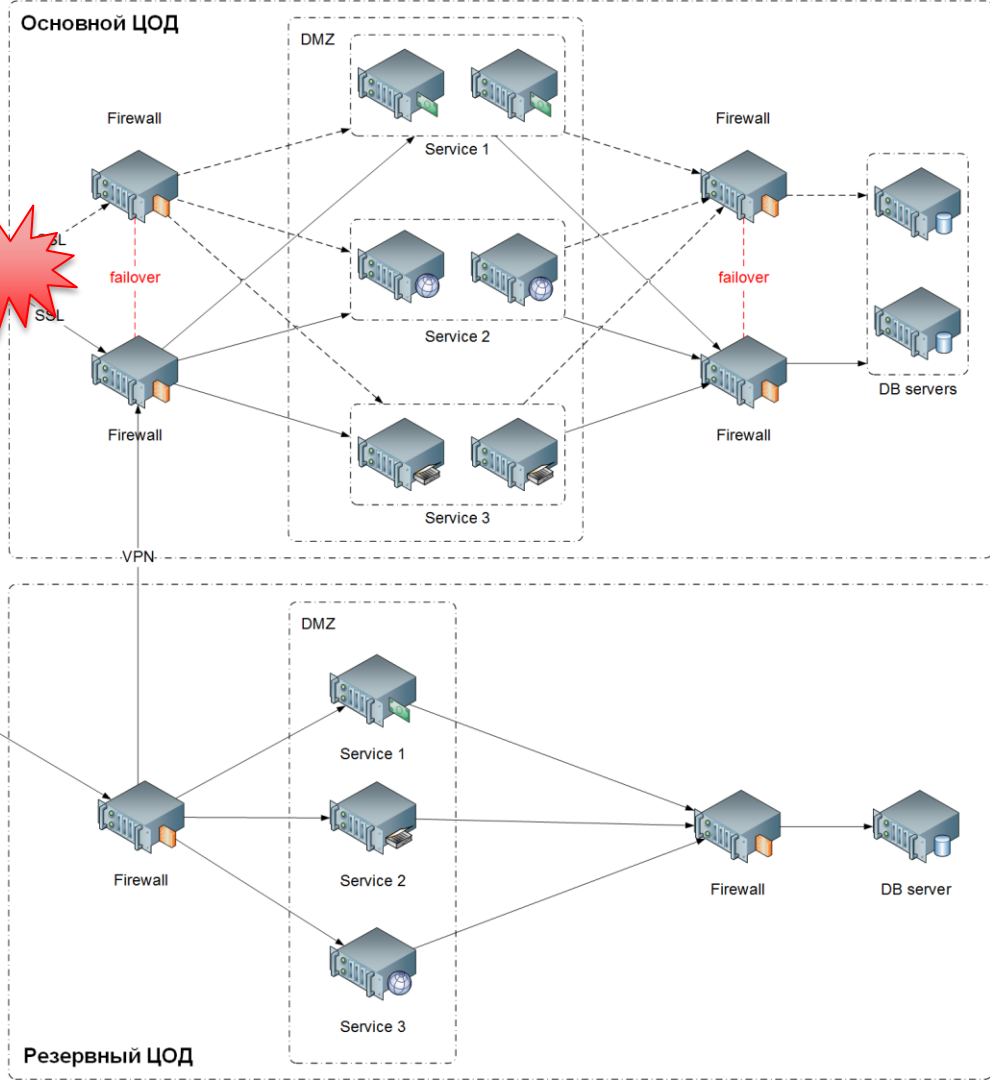 Основной ЦОД
DMZ
Firewall
Service 1
Firewall
SSL
failover
failover
SSL
Service 2
DB servers
Firewall
Firewall
Service 3
VPN
DMZ
Service 1
Firewall
Service 2
Firewall
DB server
Service 3
Резервный ЦОД